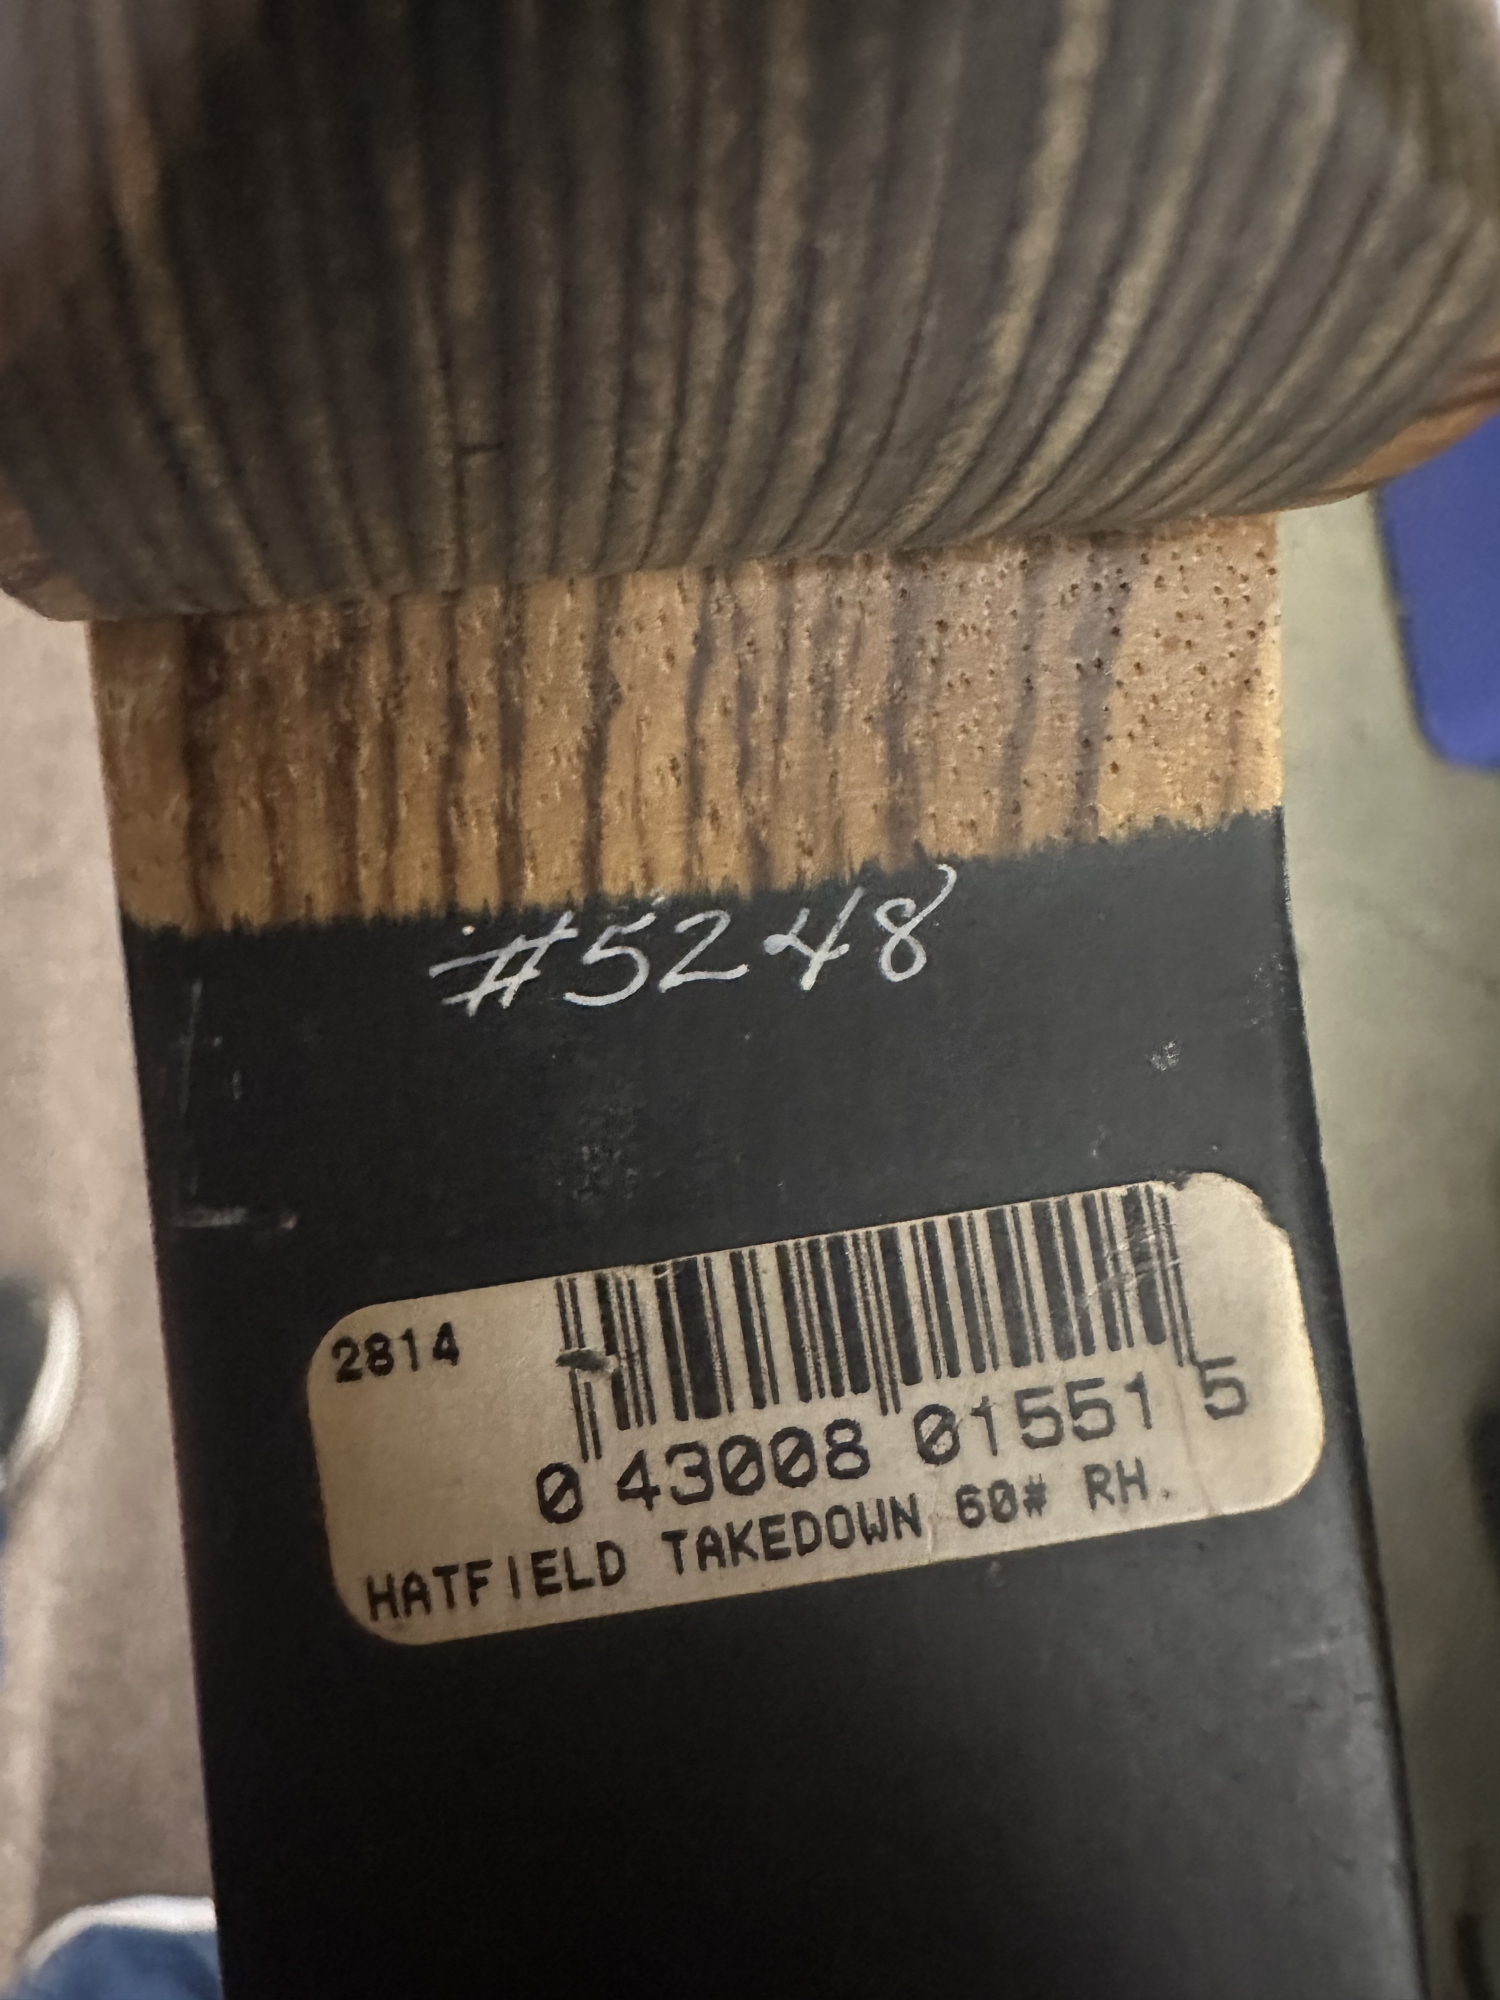 #5248
2814
0 43008 01551 5
HATFIELD TAKEDOWN 60# RH.